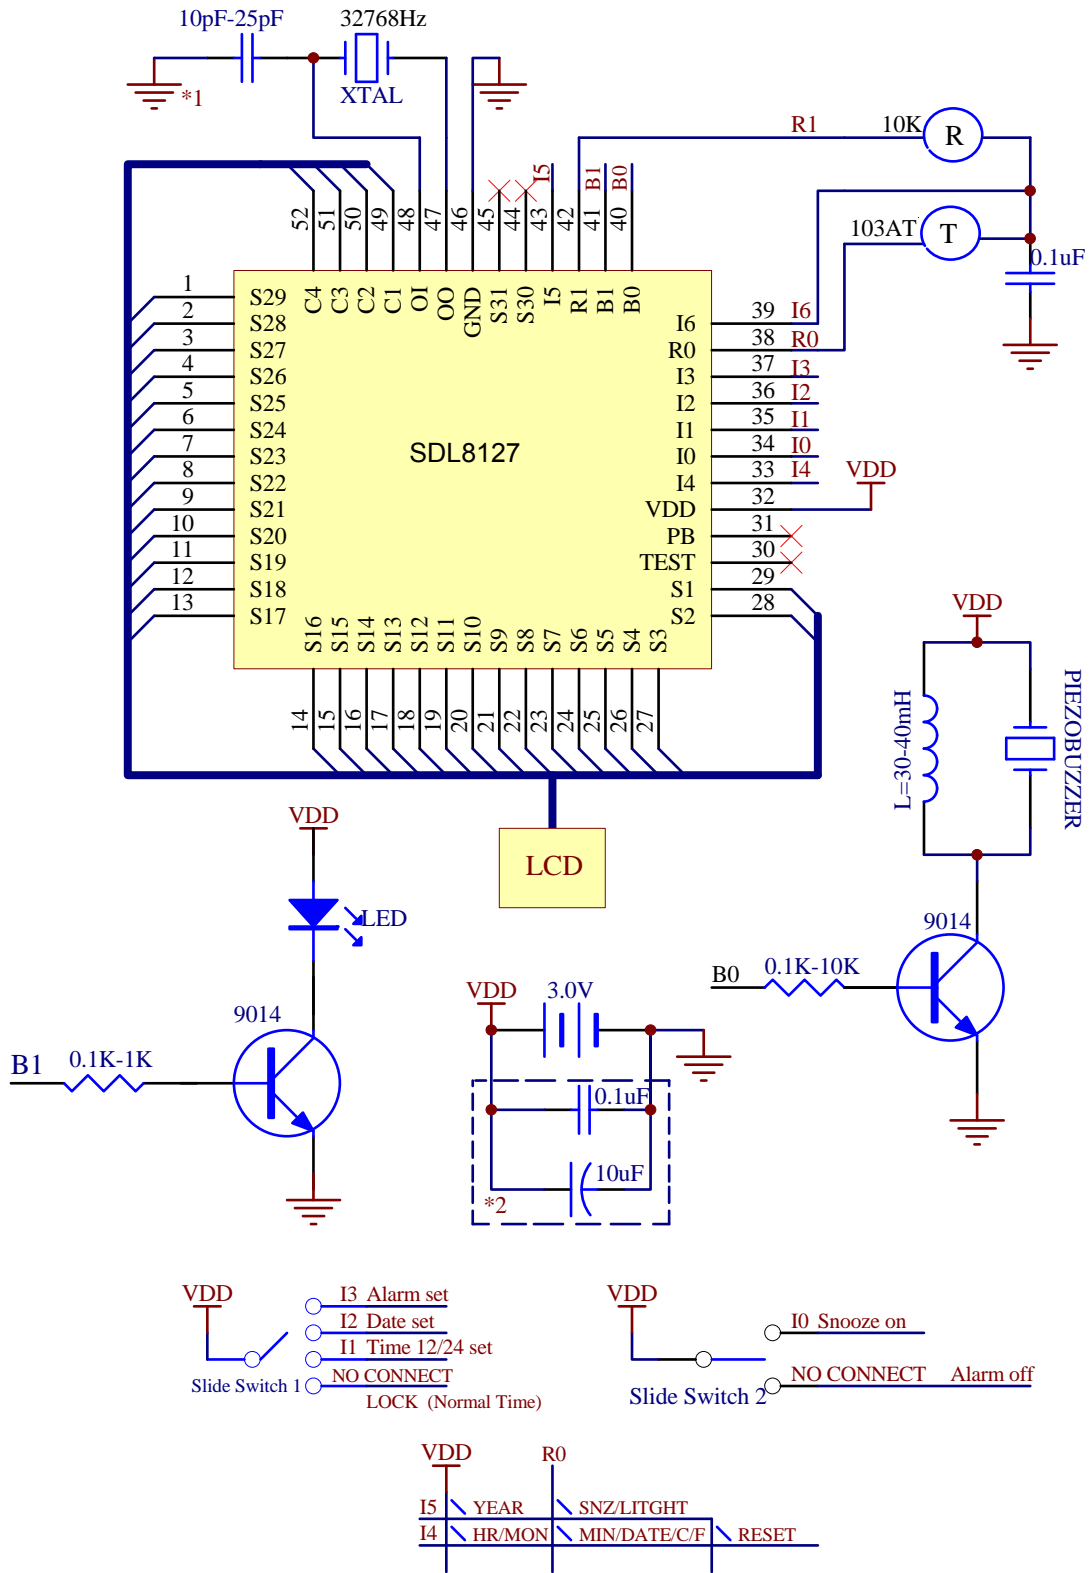 10pF-25pF
32768Hz
XTAL
*1
R1
10K
R
103AT
T
0.1uF
52 51 50 49 48 47 46 45 44 43 42 41 40
I5
B1
B0
C4 C3 C2 C1 OI OO GND S31 S30 I5 R1 B1 B0
1 S29
2 S28
3 S27
4 S26
5 S25
6 S24
7 S23
8 S22
9 S21
10 S20
11 S19
12 S18
13 S17
SDL8127
I6 39 I6
R0 38 R0
I3 37 I3
I2 36 I2
I1 35 I1
I0 34 I0
I4 33 I4
VDD 32
VDD
PB 31
TEST 30
S1 29
S2 28
S16 S15 S14 S13 S12 S11 S10 S9 S8 S7 S6 S5 S4 S3
14 15 16 17 18 19 20 21 22 23 24 25 26 27
LCD
VDD
L=30-40mH
PIEZOBUZZER
9014
B0
0.1K-10K
VDD
LED
9014
B1
0.1K-1K
VDD
3.0V
0.1uF
10uF
*2
VDD
I3 Alarm set
I2 Date set
I1 Time 12/24 set
NO CONNECT
Slide Switch 1
LOCK (Normal Time)
VDD
I0 Snooze on
NO CONNECT Alarm off
Slide Switch 2
VDD
R0
I5 YEAR SNZ/LITGHT
I4 HR/MON MIN/DATE/C/F RESET